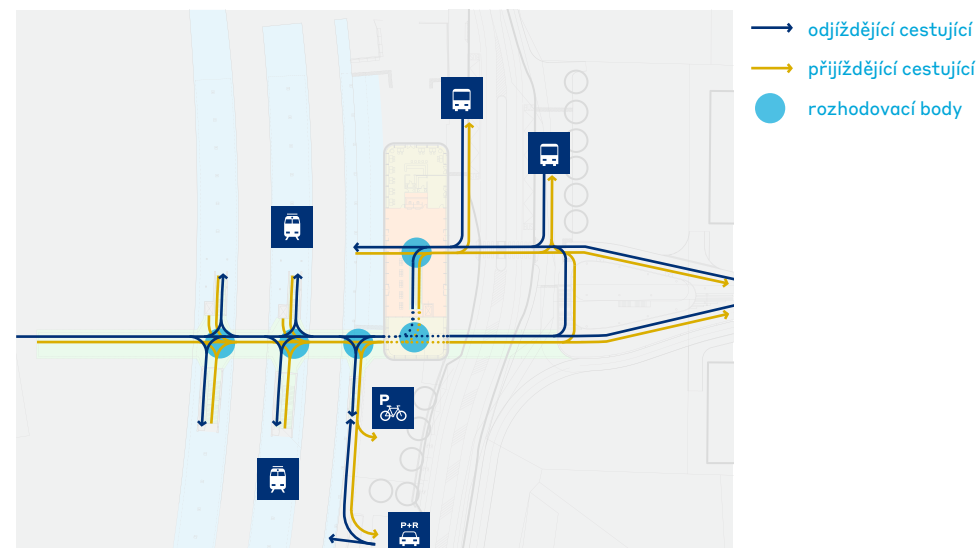 odjíždějící cestující
přijíždějící cestující
rozhodovací body
P
P+R